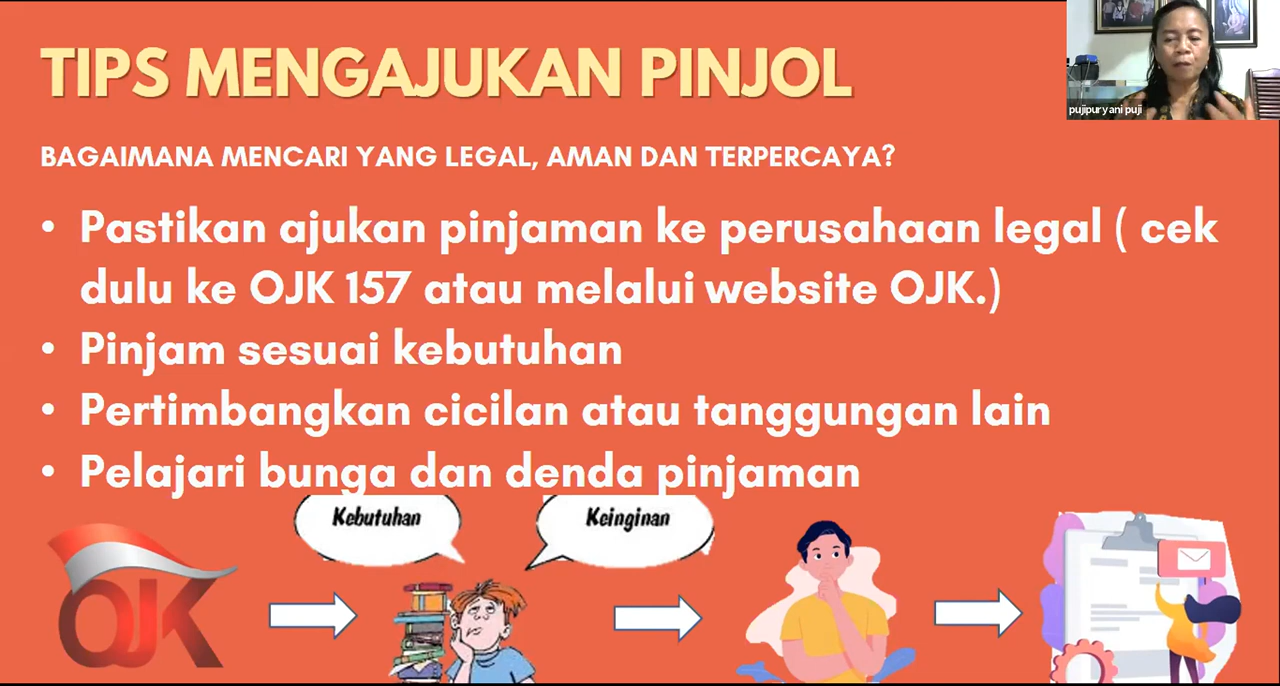 TIPS MENGAJUKAN PINJOL
pujipuryani puji
BAGAIMANA MENCARI YANG LEGAL, AMAN DAN TERPERCAYA?
• Pastikan ajukan pinjaman ke perusahaan legal ( cek
dulu ke OJK 157 atau melalui website OJK.)
• Pinjam sesuai kebutuhan
• Pertimbangkan cicilan atau tanggungan lain
• Pelajari bunga dan denda pinjaman
Kebutuhan
Keinginan
OJK